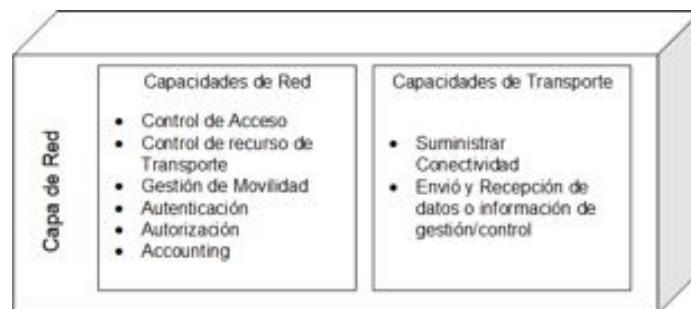 Capa de Red
Capacidades de Red
• Control de Acceso
• Control de recurso de
Transporte
• Gestión de Movilidad
• Autenticación
• Autorización
• Accounting
Capacidades de Transporte
• Suministrar
Conectividad
• Envió y Recepción de
datos o información de
gestión/control